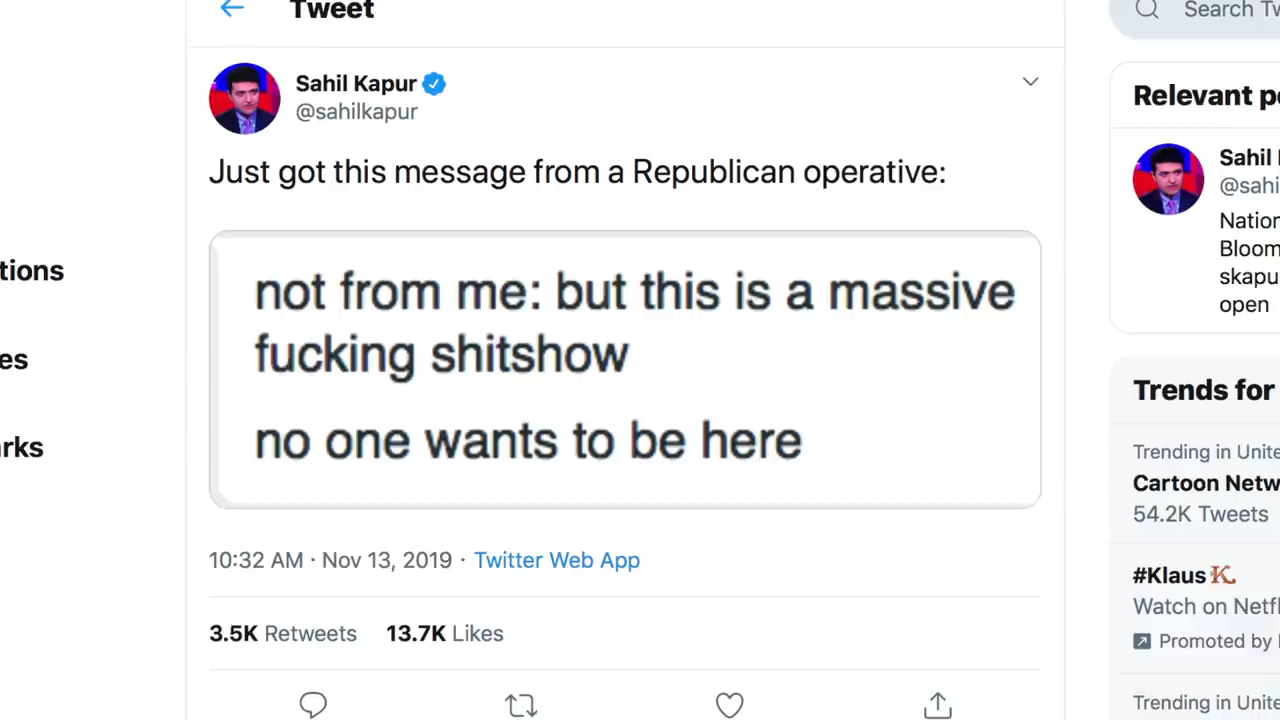 Tweet
Search Tw
Sahil Kapur
@sahilkapur
Just got this message from a Republican operative:
not from me: but this is a massive
fucking shitshow
no one wants to be here
10:32 AM · Nov 13, 2019 · Twitter Web App
3.5K Retweets 13.7K Likes
tions
es
rks
Relevant pe
Sahil
@sahi
Nation
Bloom
skapu
open
Trends for
Trending in Unite
Cartoon Netw
54.2K Tweets
#Klaus
Watch on Netfl
Promoted by
Trending in Unite